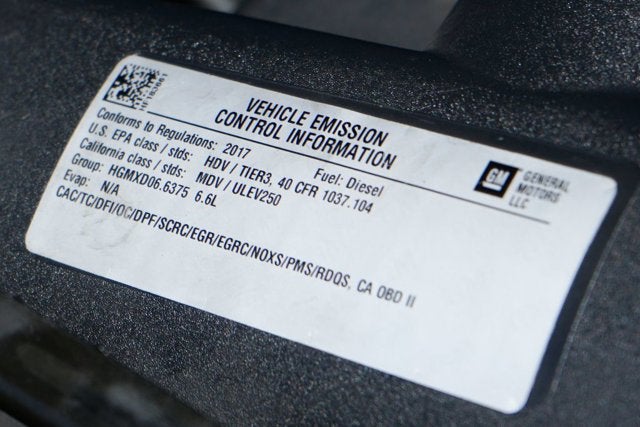 HF183861
VEHICLE EMISSION
CONTROL INFORMATION
GM
GENERAL
MOTORS
LLC
Conforms to Regulations: 2017 Fuel: Diesel
U.S. EPA class / stds: HDV / TIER3, 40 CFR 1037.104
California class / stds: MDV / ULEV250
Group: HGMXD06.6375 6.6L
Evap: N/A
CAC/TC/DFI/OC/DPF/SCRC/EGR/EGRC/NOXS/PMS/RDQS, CA OBD II